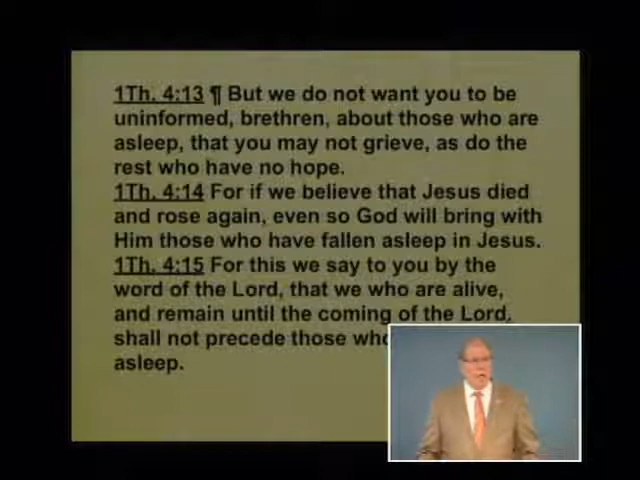 1Th. 4:13 ¶ But we do not want you to be
uninformed, brethren, about those who are
asleep, that you may not grieve, as do the
rest who have no hope.
1Th. 4:14 For if we believe that Jesus died
and rose again, even so God will bring with
Him those who have fallen asleep in Jesus.
1Th. 4:15 For this we say to you by the
word of the Lord, that we who are alive,
and remain until the coming of the Lord,
shall not precede those
asleep.